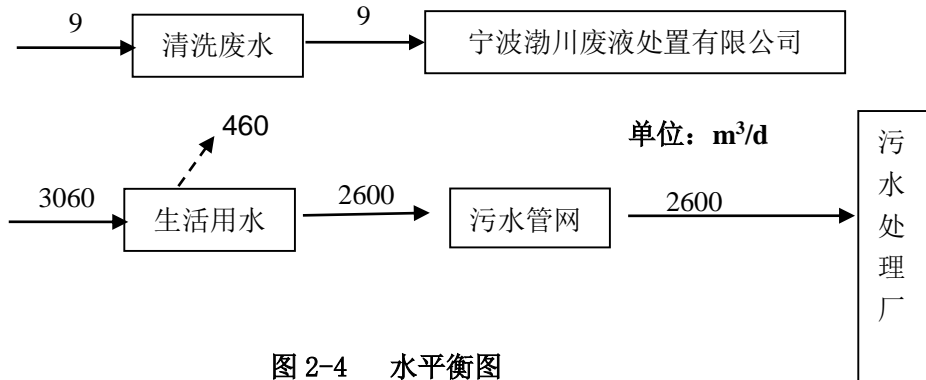 9
清洗废水
9
宁波渤川废液处置有限公司
460
单位：m³/d
3060
生活用水
2600
污水管网
2600
污水处理厂
图 2-4 水平衡图